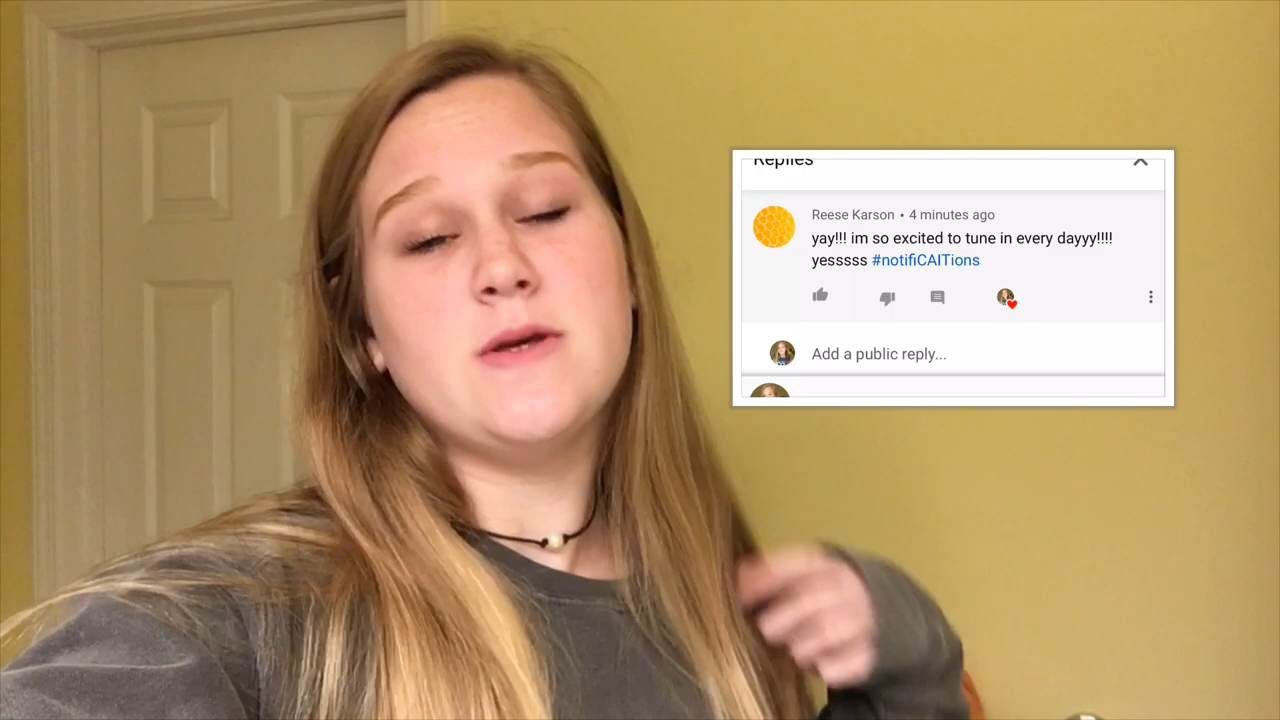 Replies
Reese Karson • 4 minutes ago
yay!!! im so excited to tune in every dayyy!!!!
yesssss #notifiCAITions
Add a public reply...